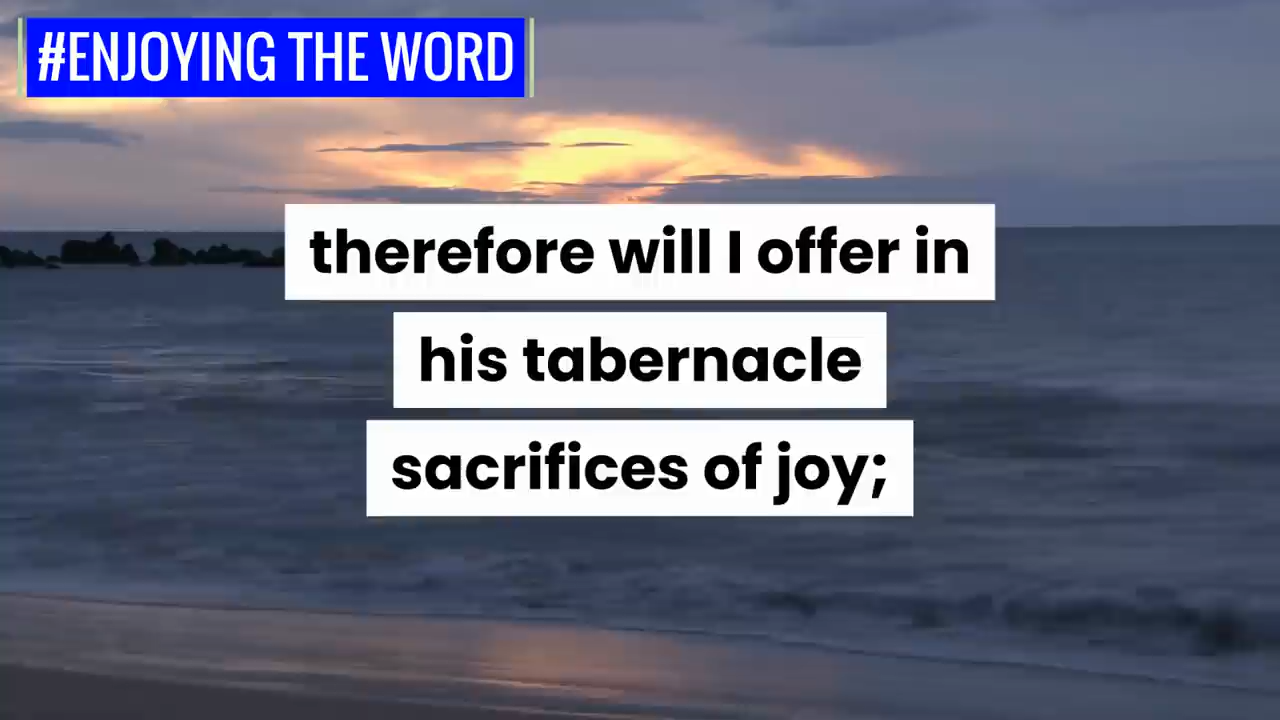 #ENJOYING THE WORD
therefore will I offer in
his tabernacle
sacrifices of joy;